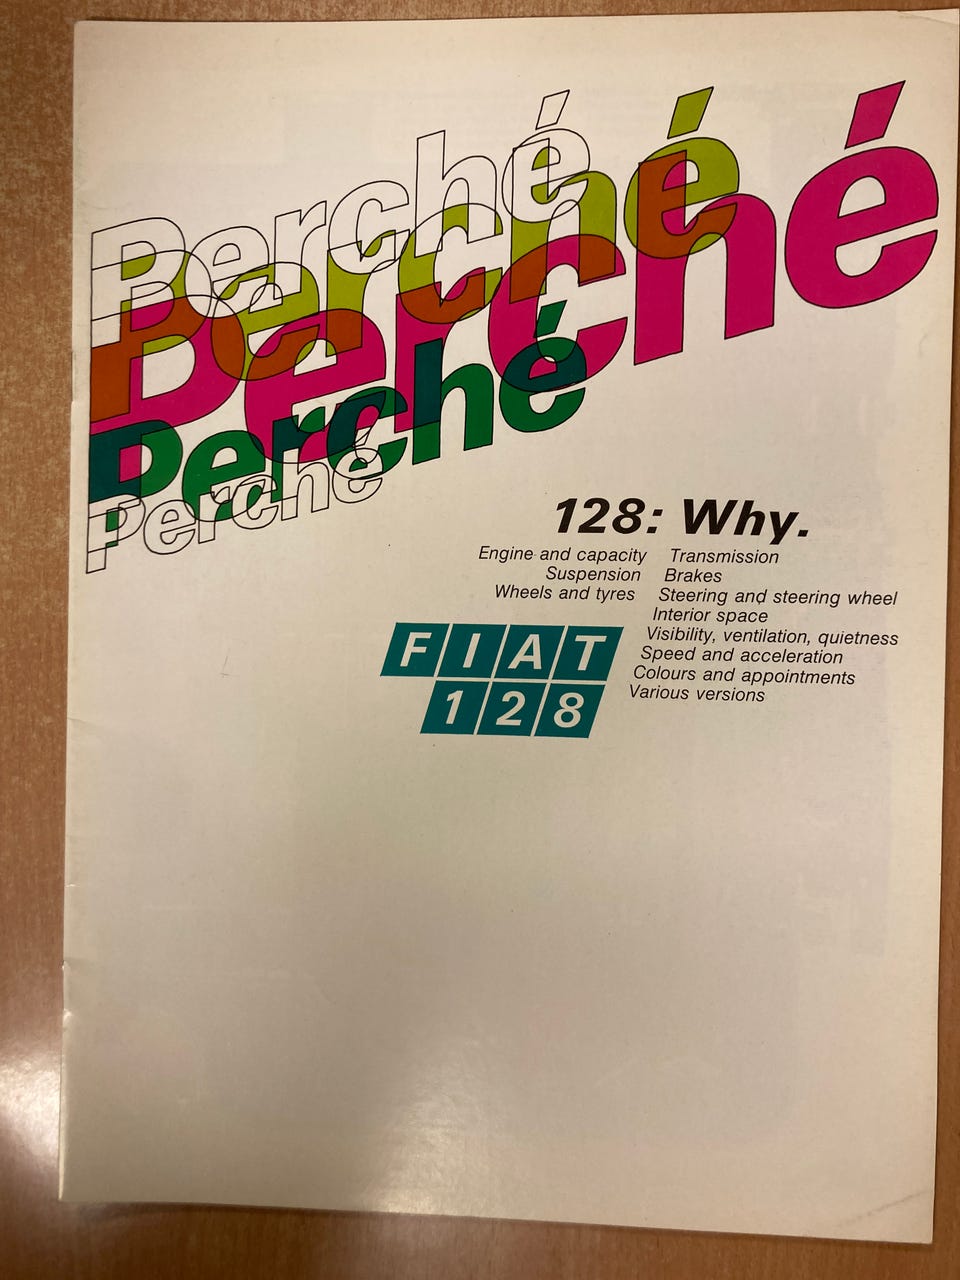 Perché
Perché
Perché
Perché
Perché
128: Why.
Engine and capacity
Suspension
Wheels and tyres
Transmission
Brakes
Steering and steering wheel
Interior space
Visibility, ventilation, quietness
Speed and acceleration
Colours and appointments
Various versions
FIAT
128